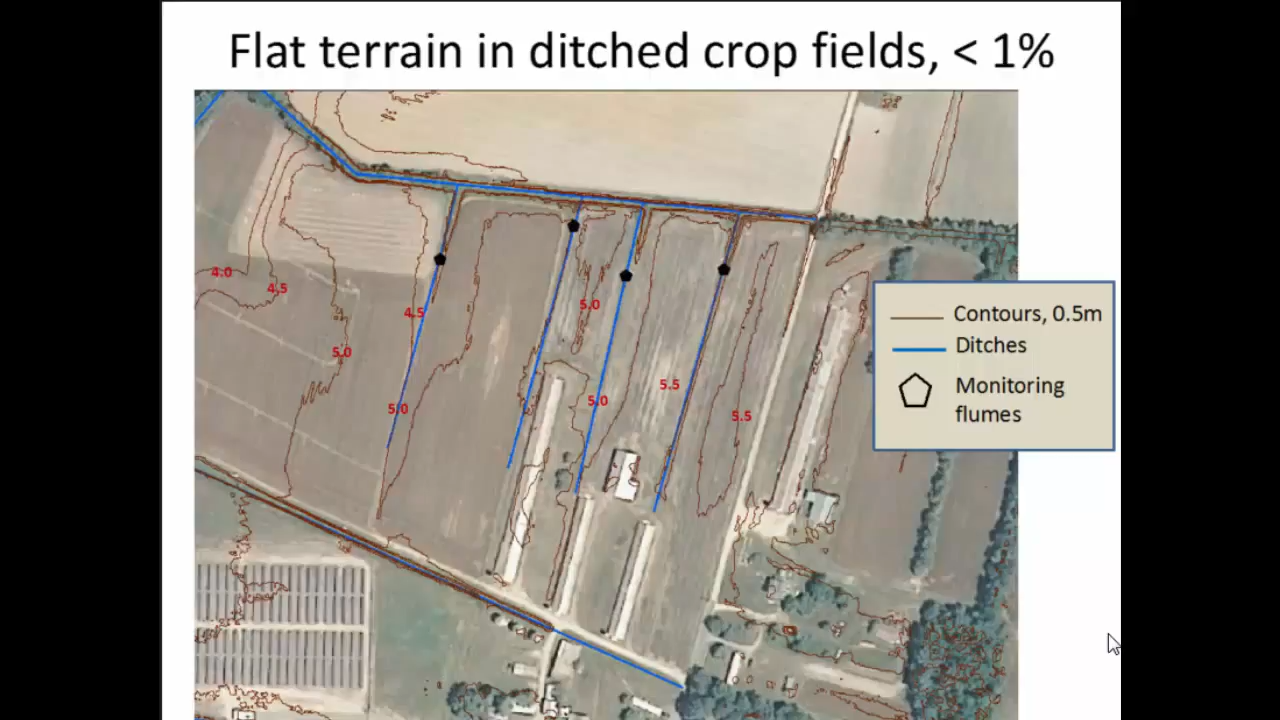 Flat terrain in ditched crop fields, < 1%
4.0
4.5
4.5
5.0
5.0
5.0
5.0
5.5
5.5
Contours, 0.5m
Ditches
Monitoring
flumes